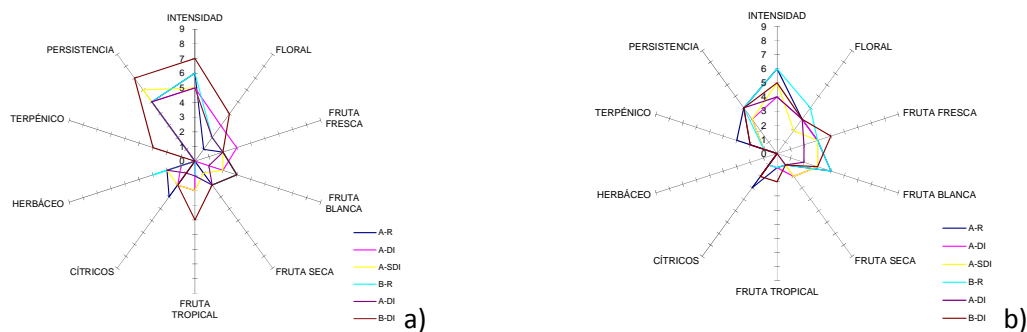 INTENSIDAD
9
8
7
6
5
4
3
2
1
0
FLORAL
FRUTA
FRESCA
FRUTA
BLANCA
FRUTA SECA
FRUTA
TROPICAL
CÍTRICOS
HERBÁCEO
TERPÉNICO
PERSISTENCIA
A-R
A-DI
A-SDI
B-R
A-DI
B-DI
a)
INTENSIDAD
9
8
7
6
5
4
3
2
1
0
FLORAL
FRUTA FRESCA
FRUTA BLANCA
FRUTA SECA
FRUTA TROPICAL
CÍTRICOS
HERBÁCEO
TERPÉNICO
PERSISTENCIA
A-R
A-DI
A-SDI
B-R
A-DI
B-DI
b)